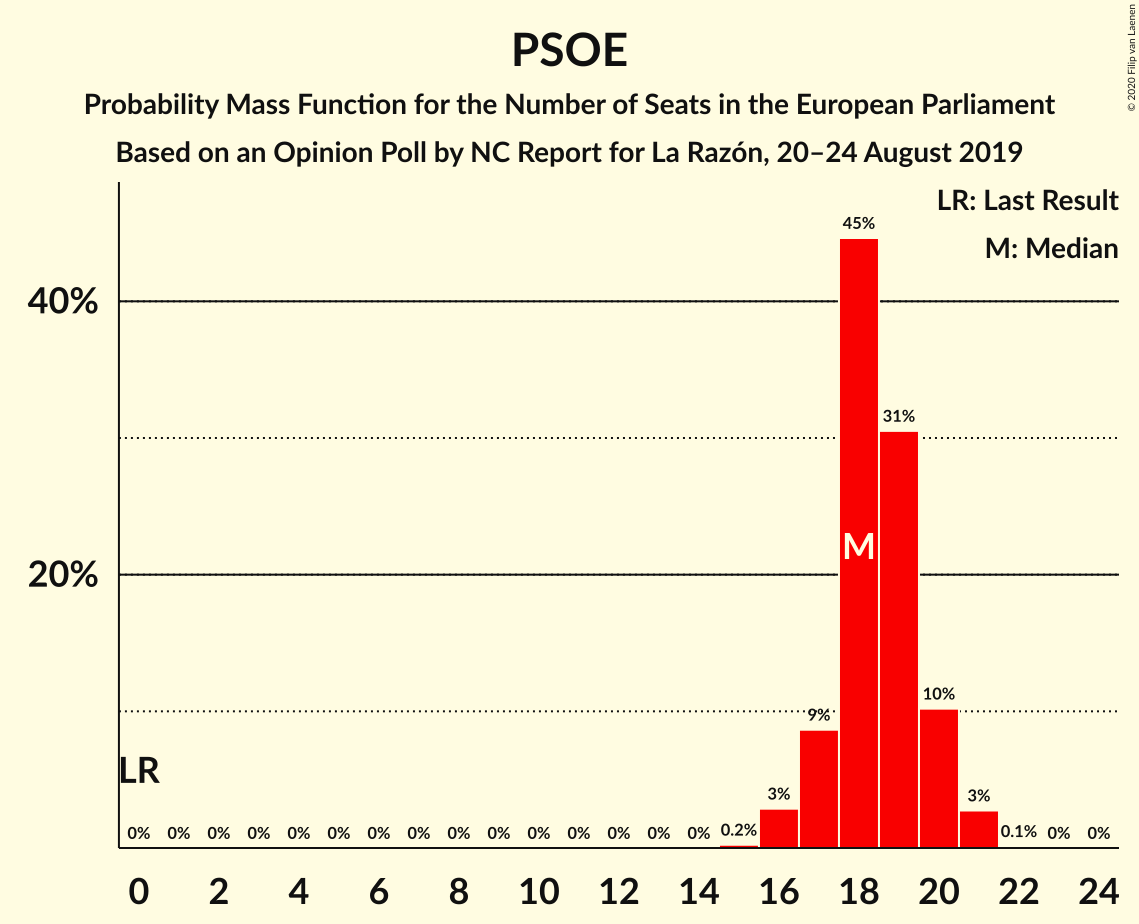 PSOE
Probability Mass Function for the Number of Seats in the European Parliament
Based on an Opinion Poll by NC Report for La Razón, 20–24 August 2019
© 2020 Filip van Laenen
LR: Last Result
M: Median
45%
40%
31%
M
20%
10%
9%
LR
3%
3%
0% 0% 0% 0% 0% 0% 0% 0% 0% 0% 0% 0% 0% 0% 0% 0.2% 0.1% 0% 0%
0 2 4 6 8 10 12 14 16 18 20 22 24